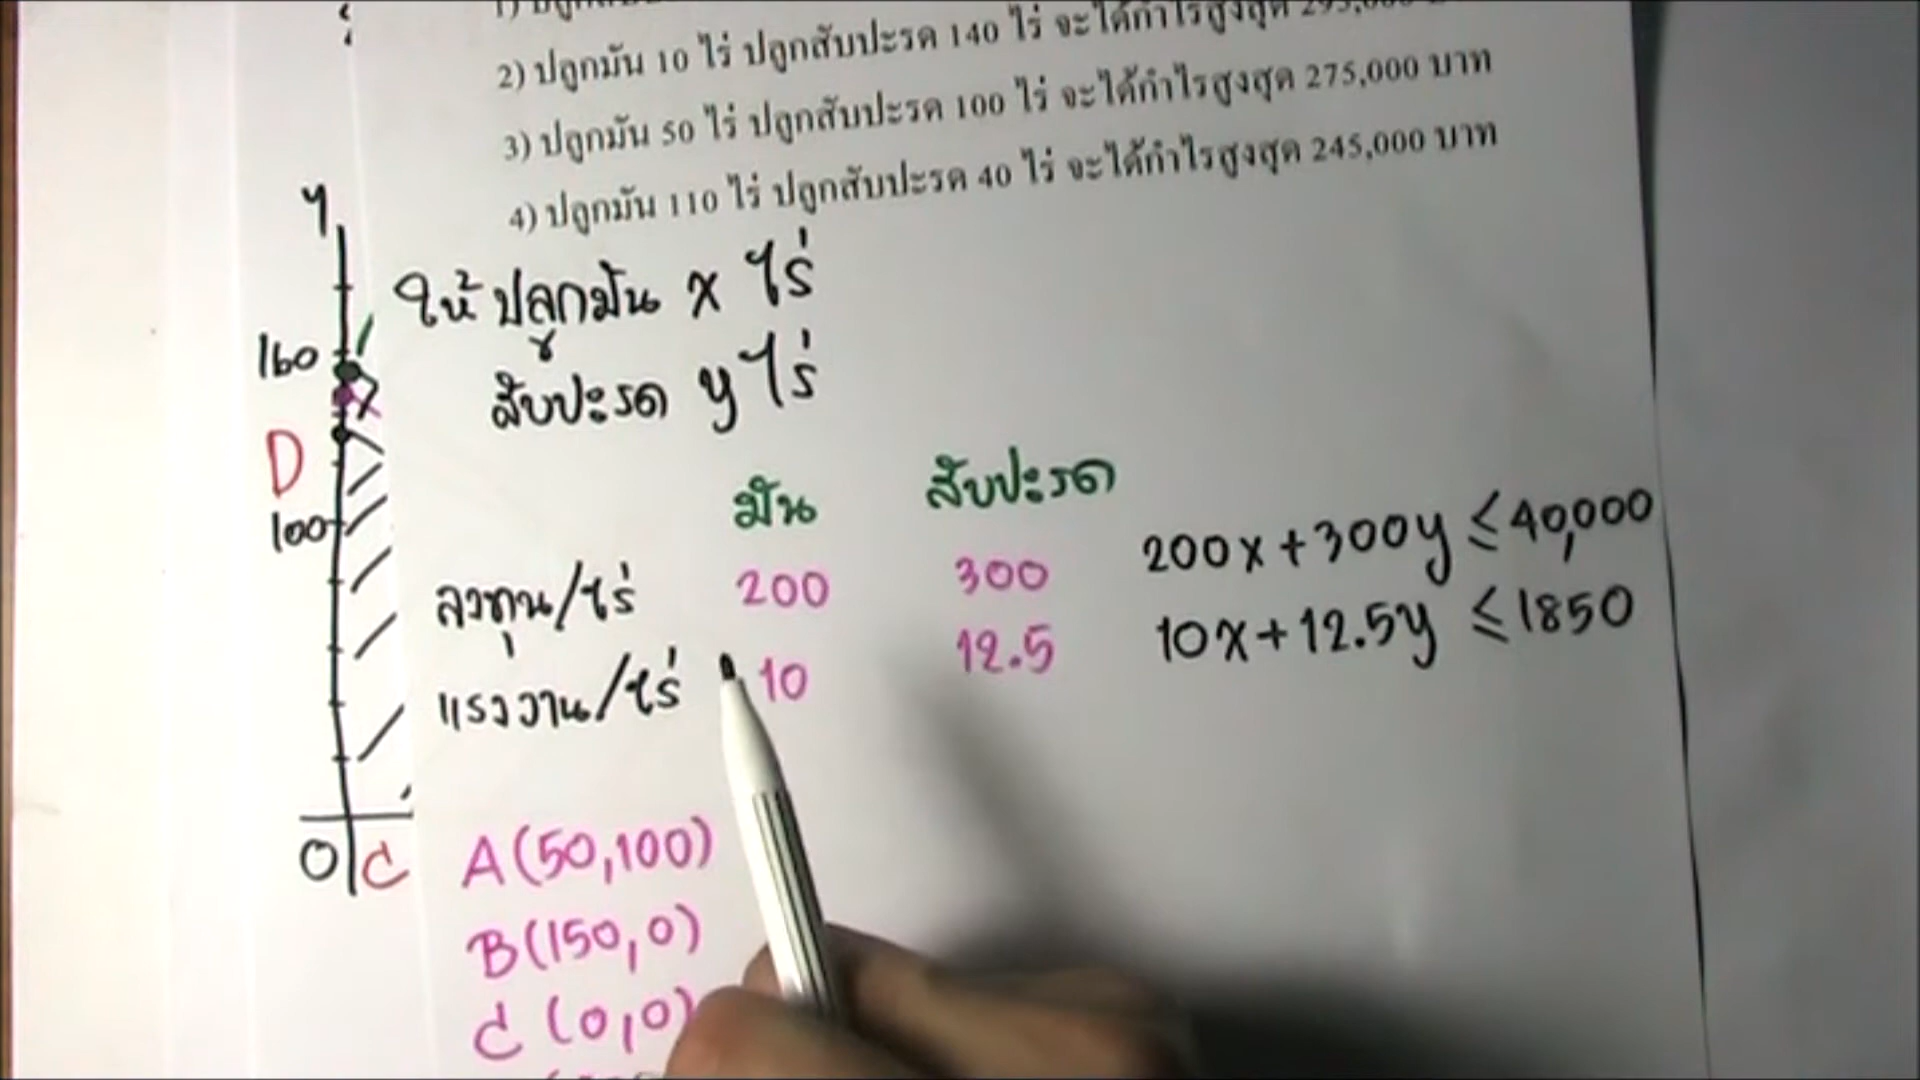 2) ปลูกมัน 10 ไร่ ปลูกสับปะรด 140 ไร่ จะได้กำไรสูงสุด
3) ปลูกมัน 50 ไร่ ปลูกสับปะรด 100 ไร่ จะได้กำไรสูงสุด 275,000 บาท
4) ปลูกมัน 110 ไร่ ปลูกสับปะรด 40 ไร่ จะได้กำไรสูงสุด 245,000 บาท
y
ให้ ปลูกมัน x ไร่
160
สับปะรด y ไร่
D
มัน สับปะรด
100
ลงทุน/ไร่ 200 300 200x+300y ≤ 40,000
แรงงาน/ไร่ 10 12.5 10x+12.5y ≤ 1850
0 C
A(50,100)
B(150,0)
C (0,0)